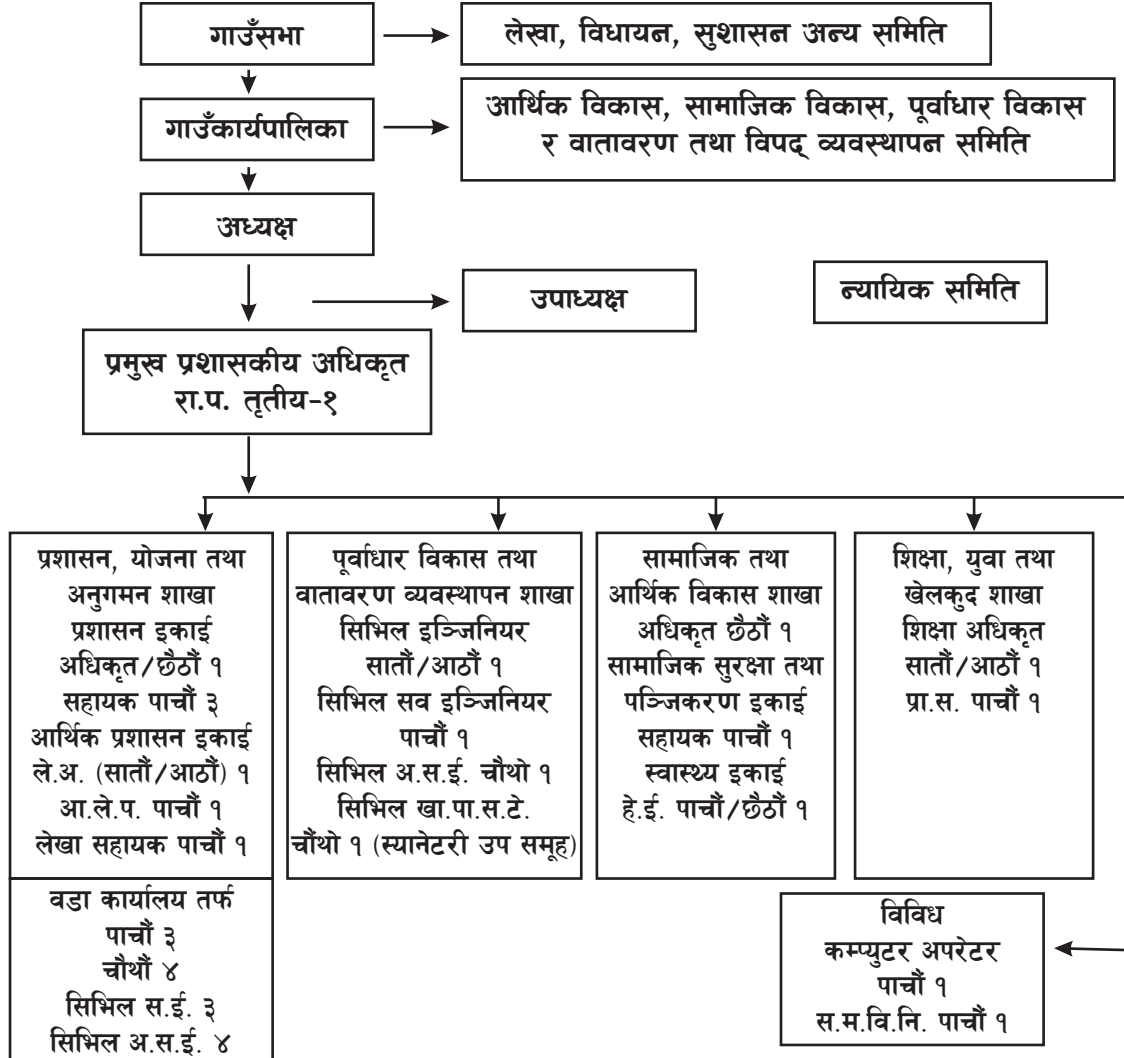 गाउँसभा
लेखा, विधायन, सुशासन अन्य समिति
गाउँकार्यपालिका
आर्थिक विकास, सामाजिक विकास, पूर्वाधार विकास
र वातावरण तथा विपद् व्यवस्थापन समिति
अध्यक्ष
उपाध्यक्ष
न्यायिक समिति
प्रमुख प्रशासकीय अधिकृत
रा.प. तृतीय-१
प्रशासन, योजना तथा
अनुगमन शाखा
प्रशासन इकाई
अधिकृत/छैठौं १
सहायक पाचौं ३
आर्थिक प्रशासन इकाई
ले.अ. (सातौं/आठौं) १
आ.ले.प. पाचौं १
लेखा सहायक पाचौं १
वडा कार्यालय तर्फ
पाचौं ३
चौथौं ४
सिभिल स.ई. ३
सिभिल अ.स.ई. ४
पूर्वाधार विकास तथा
वातावरण व्यवस्थापन शाखा
सिभिल इञ्जिनियर
सातौं/आठौं १
सिभिल सव इञ्जिनियर
पाचौं १
सिभिल अ.स.ई. चौथो १
सिभिल खा.पा.स.टे.
चौंथो १ (स्यानेटरी उप समूह)
सामाजिक तथा
आर्थिक विकास शाखा
अधिकृत छैठौं १
सामाजिक सुरक्षा तथा
पञ्जिकरण इकाई
सहायक पाचौं १
स्वास्थ्य इकाई
हे.ई. पाचौं/छैठौं १
शिक्षा, युवा तथा
खेलकुद शाखा
शिक्षा अधिकृत
सातौं/आठौं १
प्रा.स. पाचौं १
विविध
कम्प्युटर अपरेटर
पाचौं १
स.म.वि.नि. पाचौं १